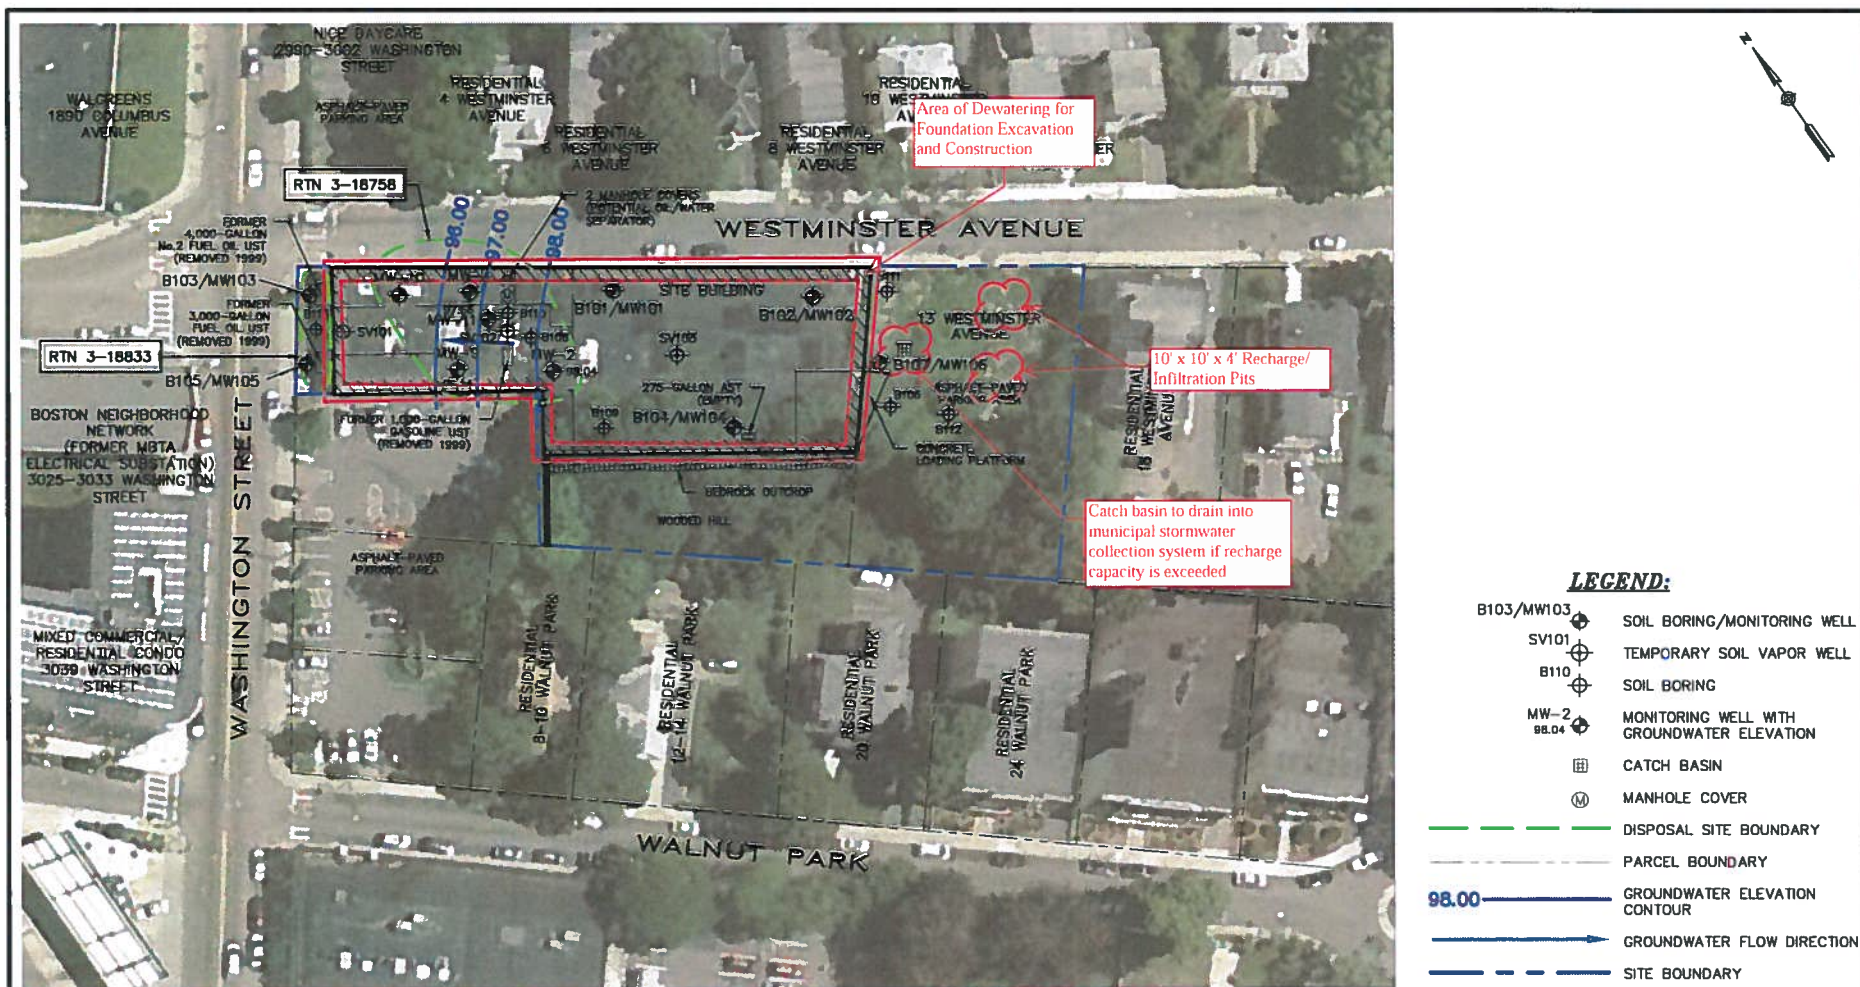 NICE DAYCARE
2990-3002 WASHINGTON
STREET
WALGREENS
1890 COLUMBUS
AVENUE
ASPHALT-PAVED
PARKING AREA
RESIDENTIAL
4 WESTMINSTER
AVENUE
RESIDENTIAL
6 WESTMINSTER
AVENUE
RESIDENTIAL
8 WESTMINSTER
AVENUE
RESIDENTIAL
Area of Dewatering for
Foundation Excavation
and Construction
N
RTN 3-18758
2 MANHOLE COVERS
(POTENTIAL OIL/WATER
SEPARATOR)
96.00
97.00
98.00
WESTMINSTER AVENUE
FORMER
4,000-GALLON
No.2 FUEL OIL UST
(REMOVED 1999)
B103/MW103
FORMER
3,000-GALLON
FUEL OIL UST
(REMOVED 1999)
RTN 3-18833
B105/MW105
SV101
B110
SITE BUILDING
B101/MW101
B102/MW102
SV103
MW-2
98.04
13 WESTMINSTER
AVENUE
B107/MW106
ASPHALT-PAVED
PARKING AREA
10' x 10' x 4' Recharge/
Infiltration Pits
275-GALLON AST
(EMPTY)
B109
B104/MW104
B112
FORMER 1,000-GALLON
GASOLINE UST
(REMOVED 1999)
CONCRETE
LOADING PLATFORM
BEDROCK OUTCROP
WOODED HILL
BOSTON NEIGHBORHOOD
NETWORK
(FORMER MBTA
ELECTRICAL SUBSTATION)
3025-3033 WASHINGTON
STREET
WASHINGTON STREET
ASPHALT-PAVED
PARKING AREA
Catch basin to drain into
municipal stormwater
collection system if recharge
capacity is exceeded
MIXED COMMERCIAL/
RESIDENTIAL CONDO
3039 WASHINGTON
STREET
RESIDENTIAL
8-10 WALNUT PARK
RESIDENTIAL
12-14 WALNUT PARK
RESIDENTIAL
20 WALNUT PARK
RESIDENTIAL
24 WALNUT PARK
RESIDENTIAL
AVENUE
WALNUT PARK
LEGEND:
B103/MW103
SOIL BORING/MONITORING WELL
SV101
TEMPORARY SOIL VAPOR WELL
B110
SOIL BORING
MW-2
98.04
MONITORING WELL WITH
GROUNDWATER ELEVATION
CATCH BASIN
M
MANHOLE COVER
DISPOSAL SITE BOUNDARY
PARCEL BOUNDARY
98.00
GROUNDWATER ELEVATION
CONTOUR
GROUNDWATER FLOW DIRECTION
SITE BOUNDARY